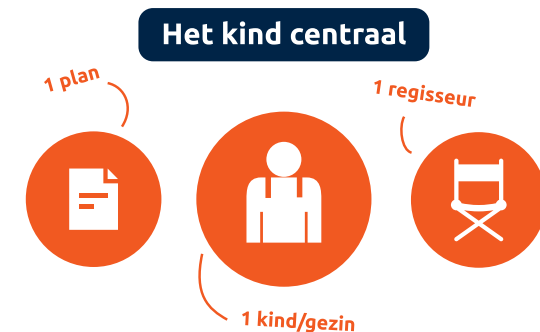 Het kind centraal
1 plan
1 regisseur
1 kind/gezin